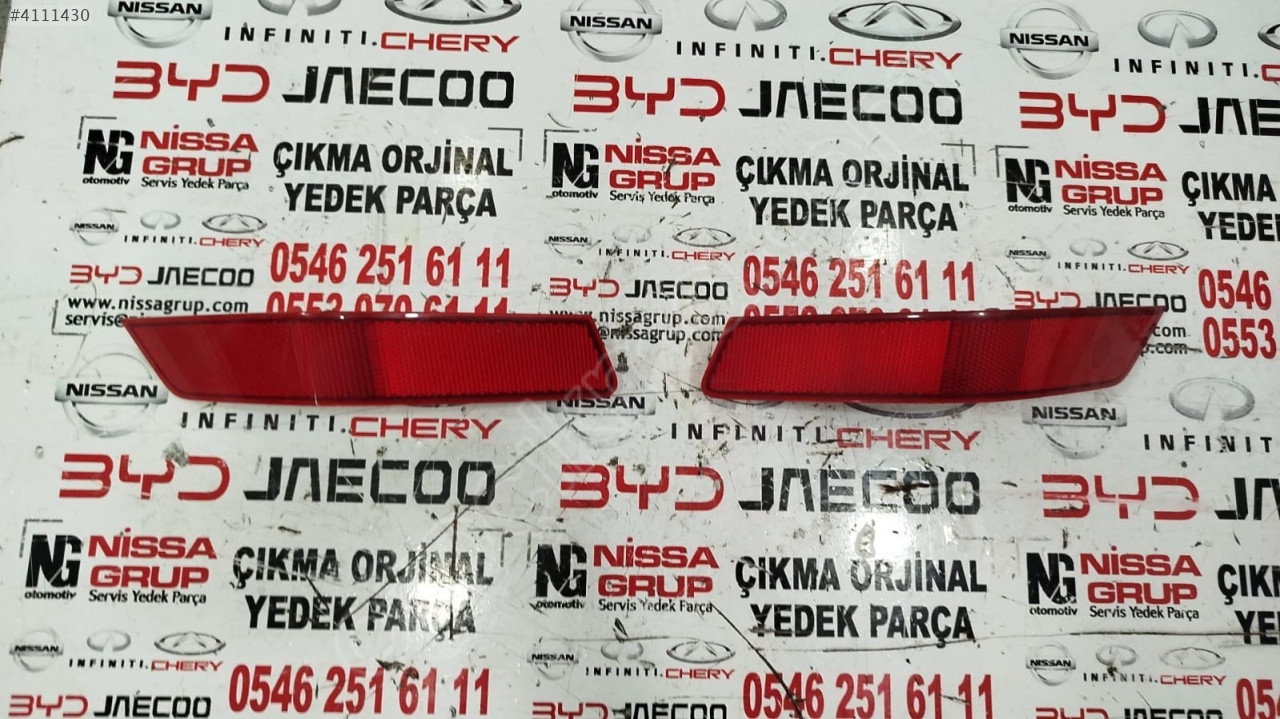 #4111430
NISSAN NISSAN NISSAN
INFINITI.CHERY INFINITI.CHERY INFINITI.C
BYD JAECOO BYD JAECOO BYD JAE
NG otomotiv NİSSA GRUP Servis Yedek Parça
ÇIKMA ORJİNAL
YEDEK PARÇA
NG otomotiv NİSSA GRUP Servis Yedek Parça
ÇIKMA ORJİNAL
YEDEK PARÇA
NG otomotiv NİSSA GRUP Servis Yedek Parça
ÇIKMA
YEDE
NISSAN INFINITI.CHERY NISSAN INFINITI.CHERY NISSAN INFINITI.CHERY
BYD JAECOO 0546 251 61 11 BYD JAECOO 0546 251 61 11 BYD JAECOO 0546
www.nissagrup.com
servis@
nissagrup.com
@nissagrup.com
0553
NISSAN NISSAN NISSAN
INFINITI.CHERY INFINITI.CHERY INFINIT
BYD JAECOO BYD JAECOO BYD JA
NG otomotiv NİSSA GRUP Servis Yedek Parça
ÇIKMA ORJİNAL
YEDEK PARÇA
NG otomotiv NİSSA GRUP Servis Yedek Parça
ÇIKMA ORJİNAL
YEDEK PARÇA
NG otomotiv NİSSA GRUP Servis Yedek Parça
ÇIK
YE
NISSAN INFINITI.CHERY NISSAN INFINITI.CHERY NISSAN INFINITI.CHERY
BYD JAECOO 0546 251 61 11 BYD JAECOO 0546 251 61 11 BYD JAECOO 05